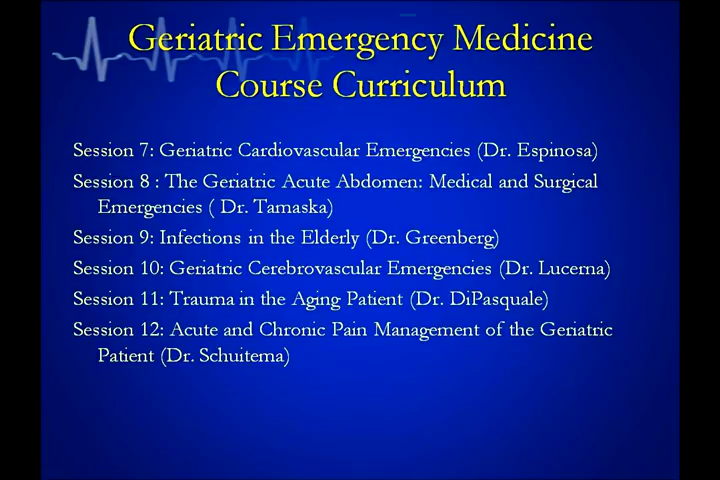 Geriatric Emergency Medicine
Course Curriculum
Session 7: Geriatric Cardiovascular Emergencies (Dr. Espinosa)
Session 8 : The Geriatric Acute Abdomen: Medical and Surgical
Emergencies ( Dr. Tamaska)
Session 9: Infections in the Elderly (Dr. Greenberg)
Session 10: Geriatric Cerebrovascular Emergencies (Dr. Lucerna)
Session 11: Trauma in the Aging Patient (Dr. DiPasquale)
Session 12: Acute and Chronic Pain Management of the Geriatric
Patient (Dr. Schuitema)